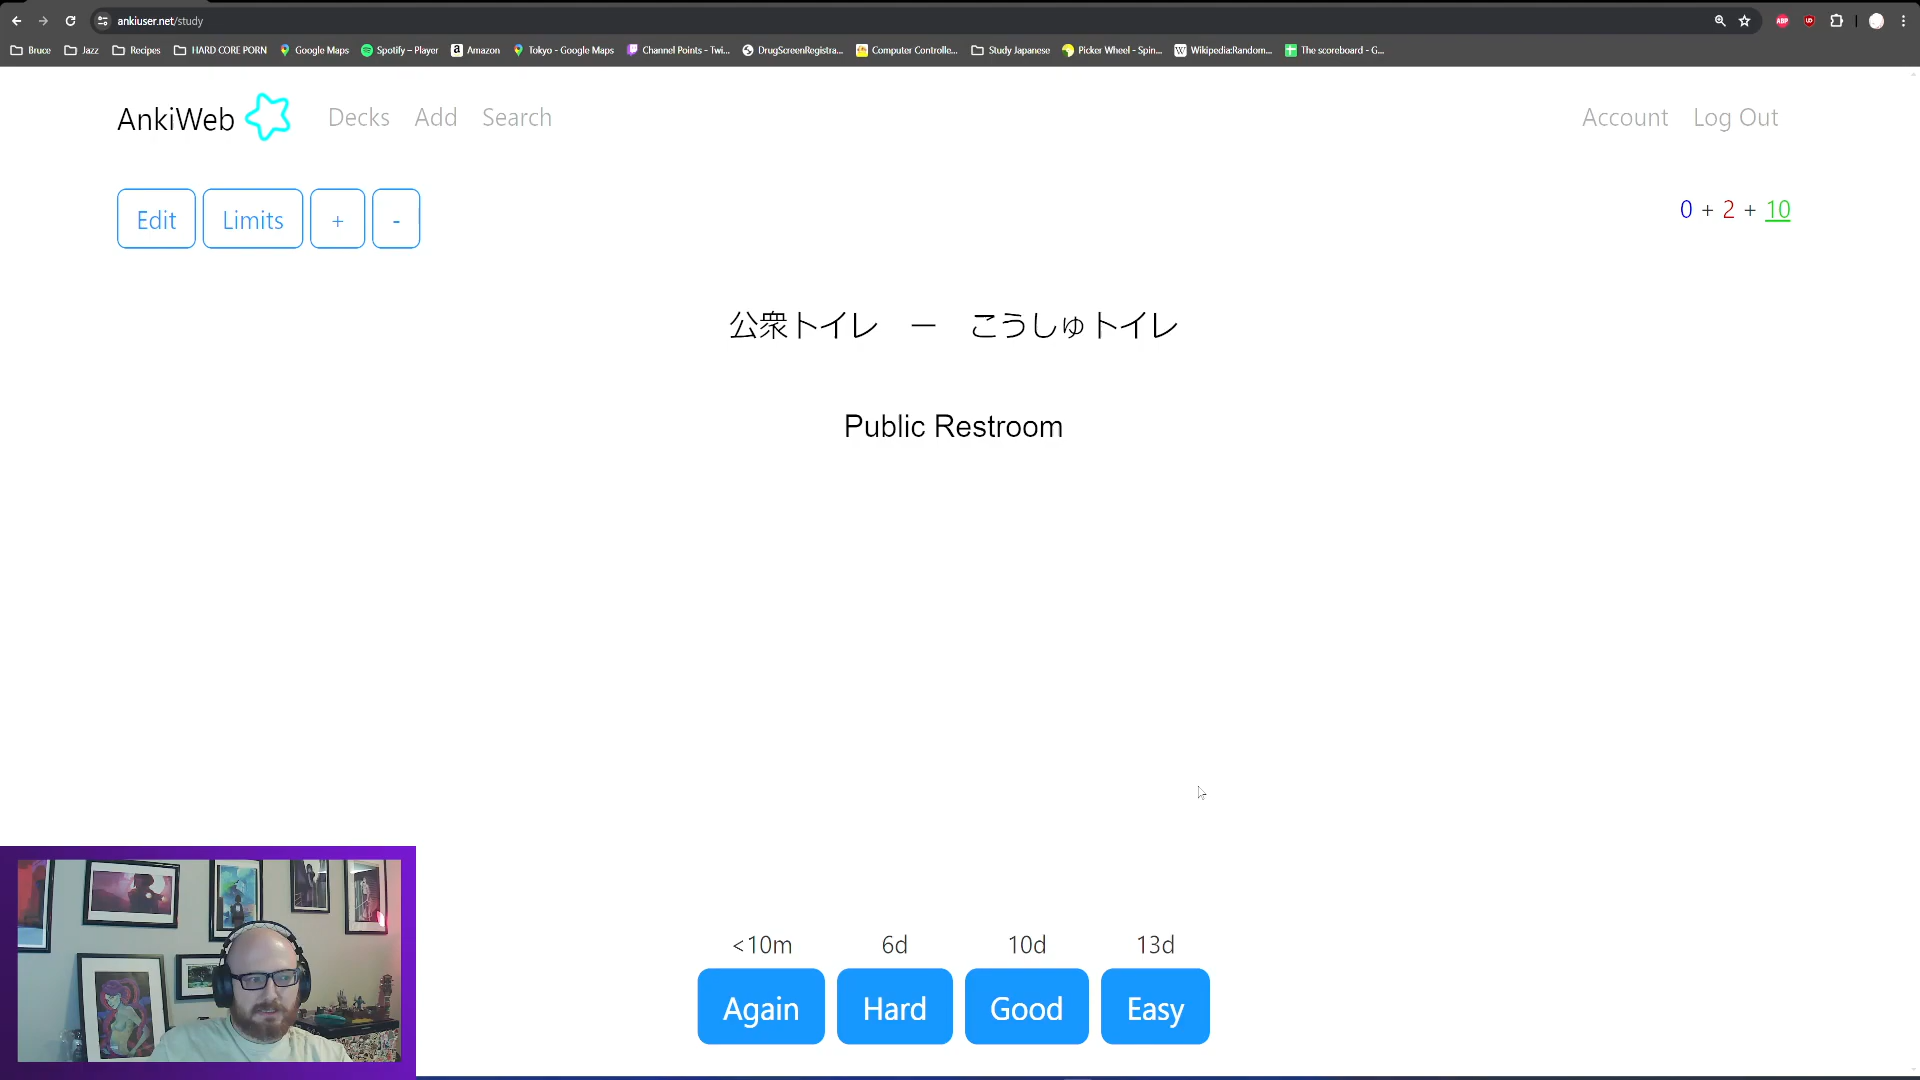 ankiuser.net/study
Bruce Jazz Recipes HARD CORE PORN Google Maps Spotify – Player Amazon Tokyo - Google Maps Channel Points - Twi... DrugScreenRegistra... Computer Controlle... Study Japanese Picker Wheel - Spin... Wikipedia:Random... The scoreboard - G...
AnkiWeb Decks Add Search Account Log Out
Edit Limits + - 0 + 2 + 10
公衆トイレ ー こうしゅトイレ
Public Restroom
<10m 6d 10d 13d
Again Hard Good Easy